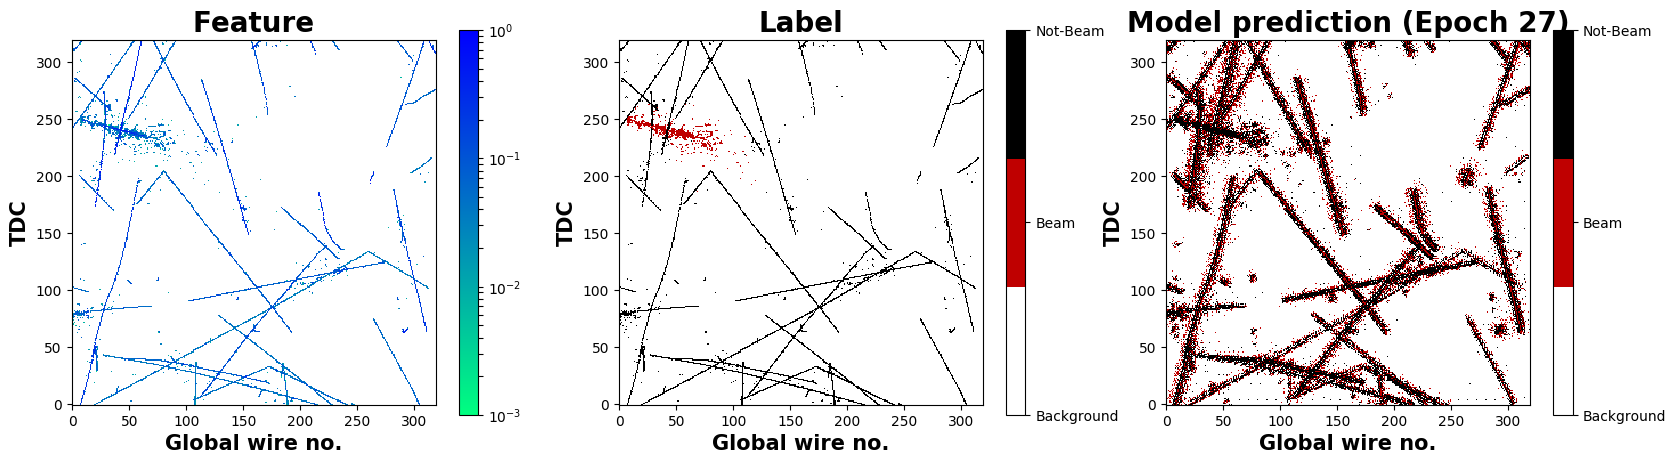 Feature
TDC
300
250
200
150
100
50
0
0 50 100 150 200 250 300
Global wire no.
10⁰
10⁻¹
10⁻²
10⁻³
Label
TDC
300
250
200
150
100
50
0
0 50 100 150 200 250 300
Global wire no.
Not-Beam
Beam
Background
Model prediction (Epoch 27)
TDC
300
250
200
150
100
50
0
0 50 100 150 200 250 300
Global wire no.
Not-Beam
Beam
Background